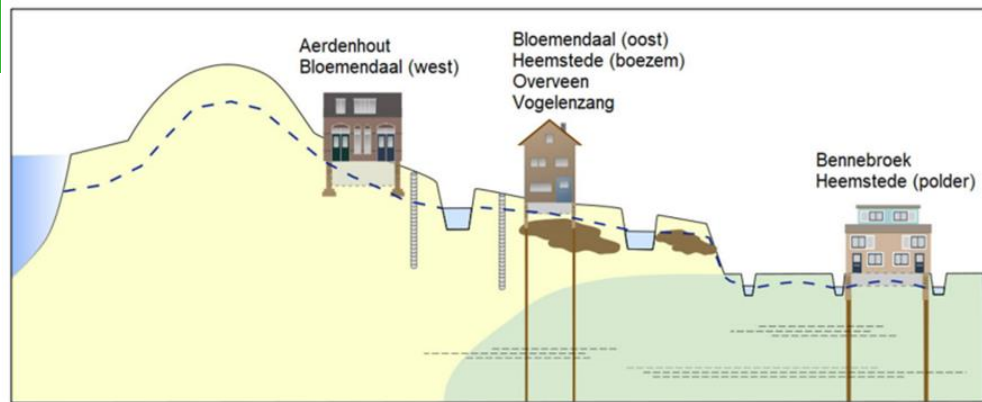 Aerdenhout
Bloemendaal (west)
Bloemendaal (oost)
Heemstede (boezem)
Overveen
Vogelenzang
Bennebroek
Heemstede (polder)